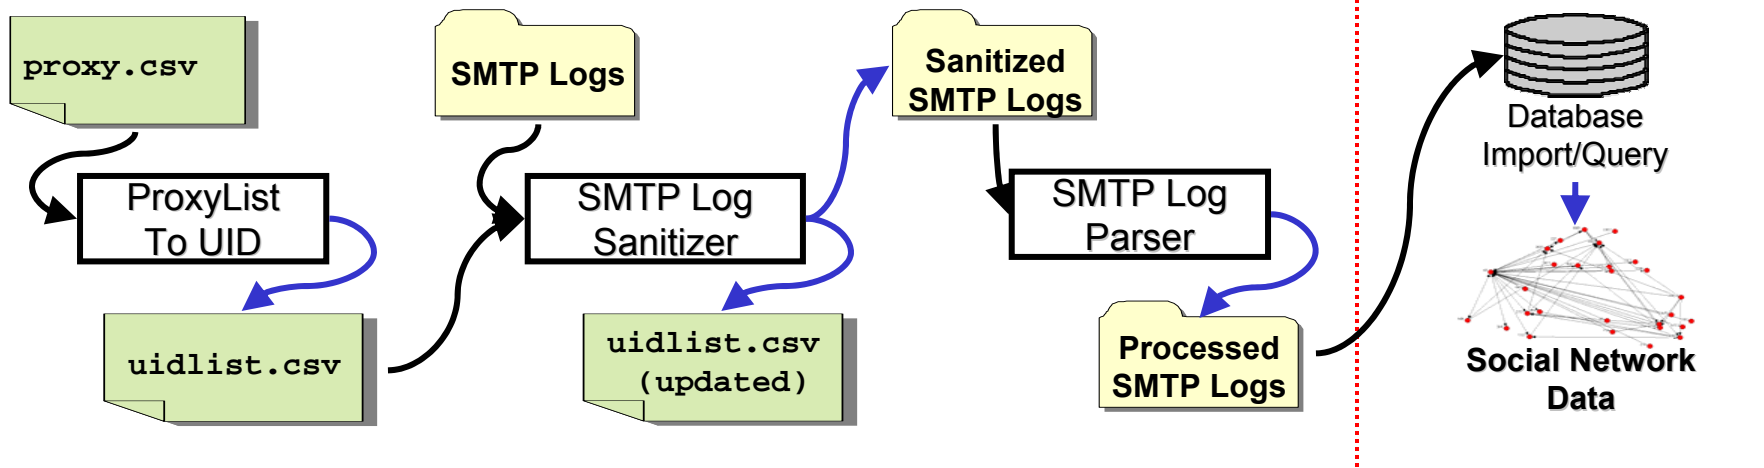 proxy.csv
ProxyList
To UID
uidlist.csv
SMTP Logs
SMTP Log
Sanitizer
uidlist.csv
(updated)
Sanitized
SMTP Logs
SMTP Log
Parser
Processed
SMTP Logs
Database
Import/Query
Social Network
Data